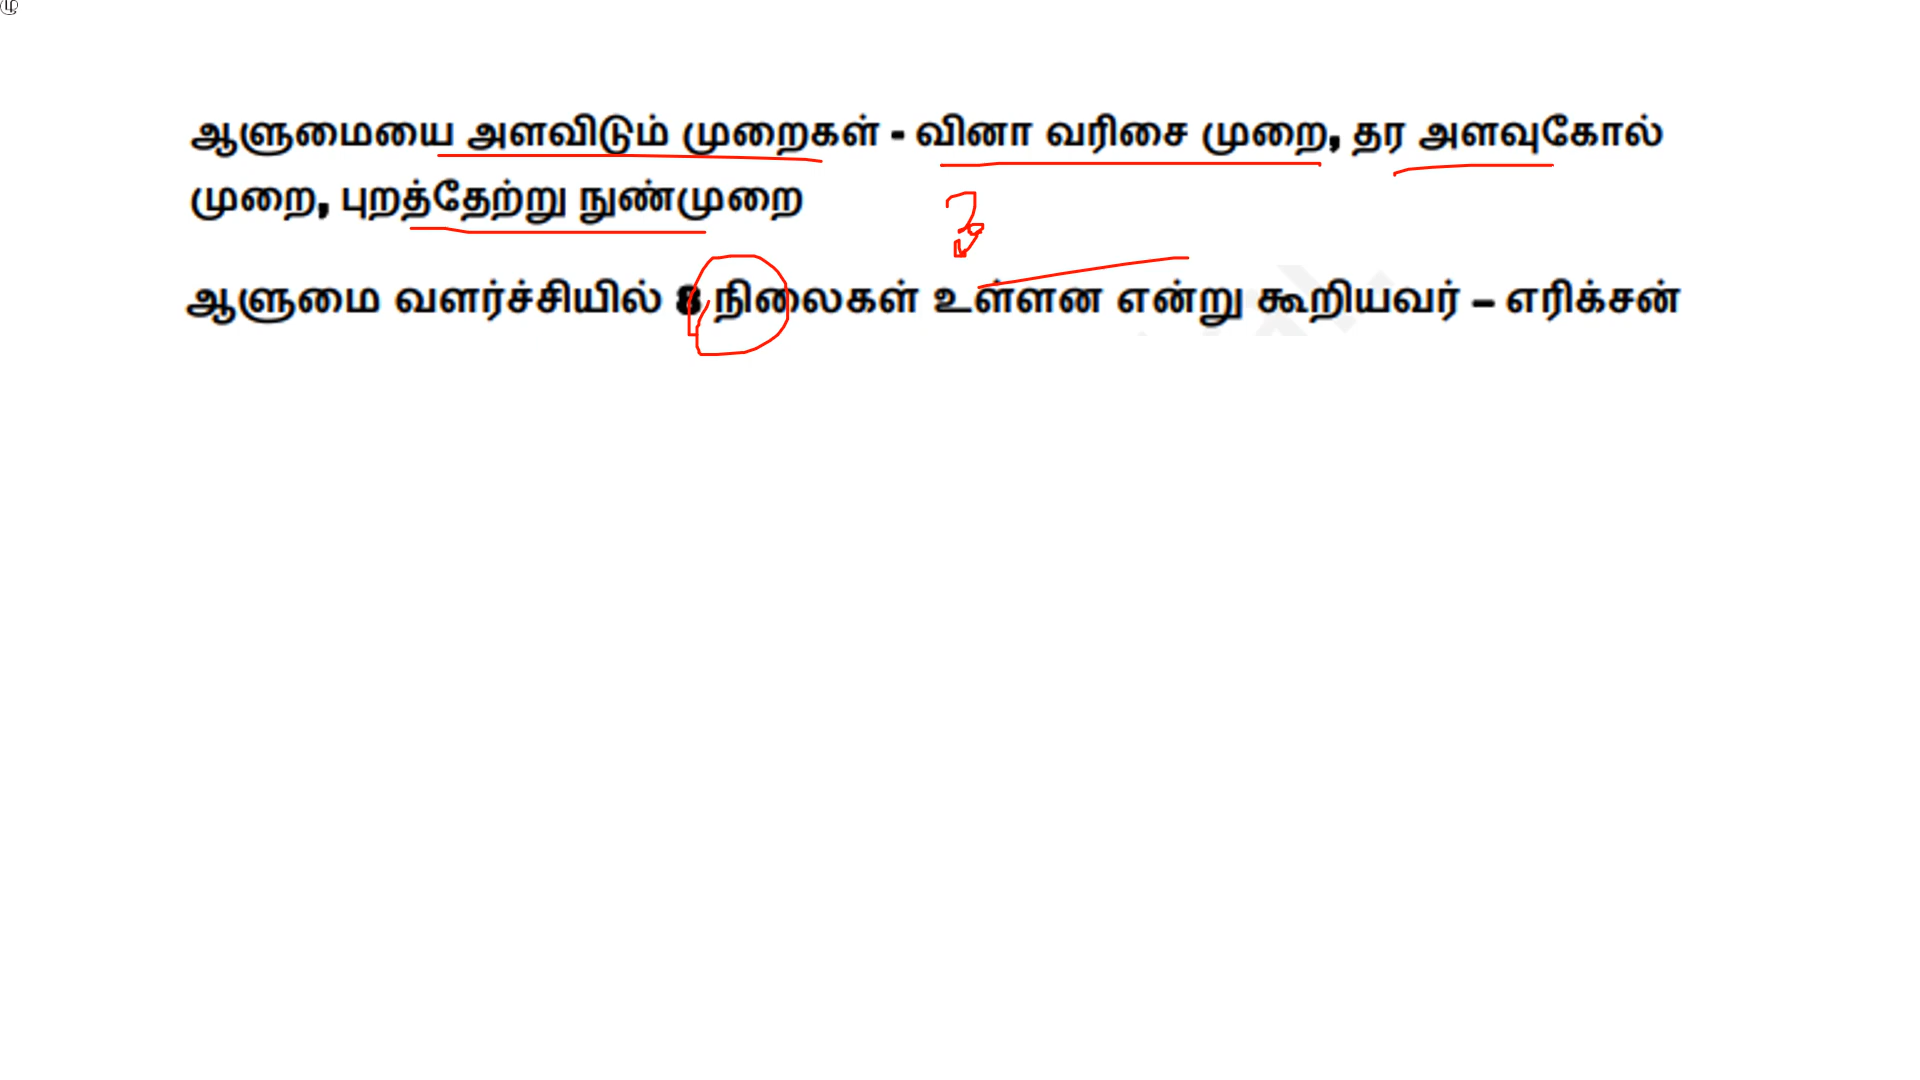 ழ
ஆளுமையை அளவிடும் முறைகள் - வினா வரிசை முறை, தர அளவுகோல்
முறை, புறத்தேற்று நுண்முறை
3
ஆளுமை வளர்ச்சியில் 8 நிலைகள் உள்ளன என்று கூறியவர் – எரிக்சன்